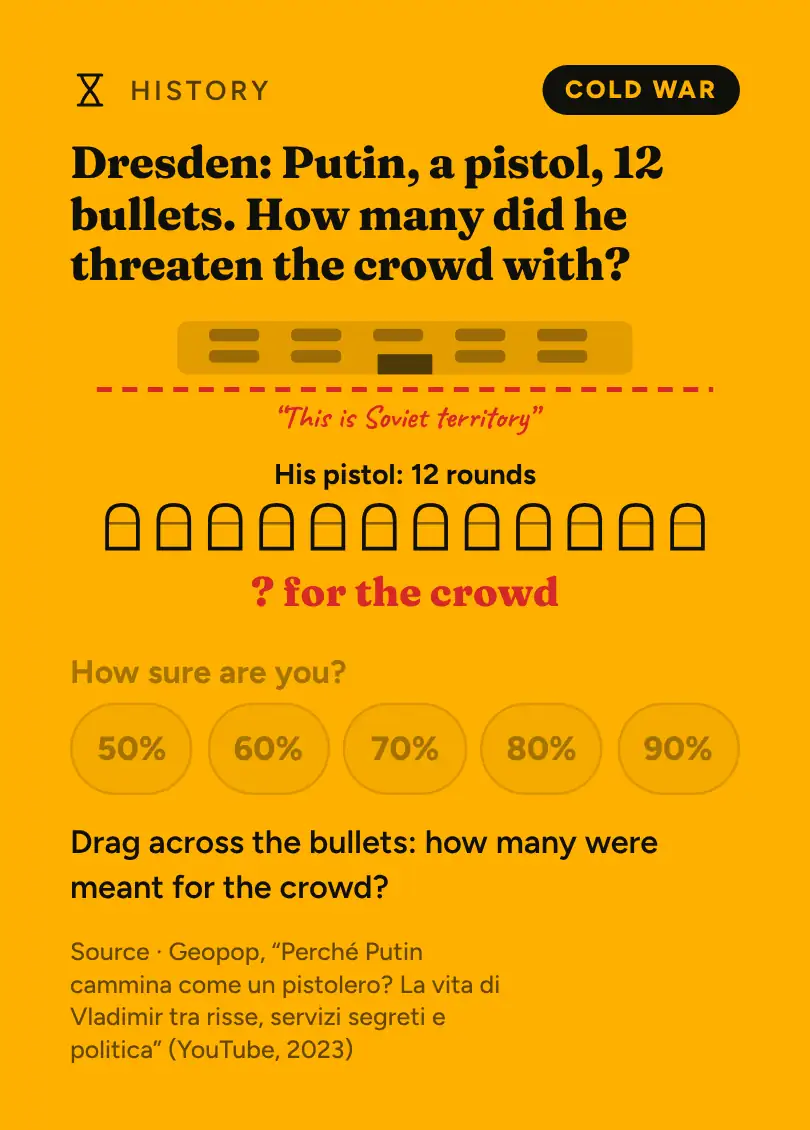 HISTORY
COLD WAR
Dresden: Putin, a pistol, 12
bullets. How many did he
threaten the crowd with?
“This is Soviet territory”
His pistol: 12 rounds
? for the crowd
How sure are you?
50% 60% 70% 80% 90%
Drag across the bullets: how many were
meant for the crowd?
Source · Geopop, “Perché Putin
cammina come un pistolero? La vita di
Vladimir tra risse, servizi segreti e
politica” (YouTube, 2023)